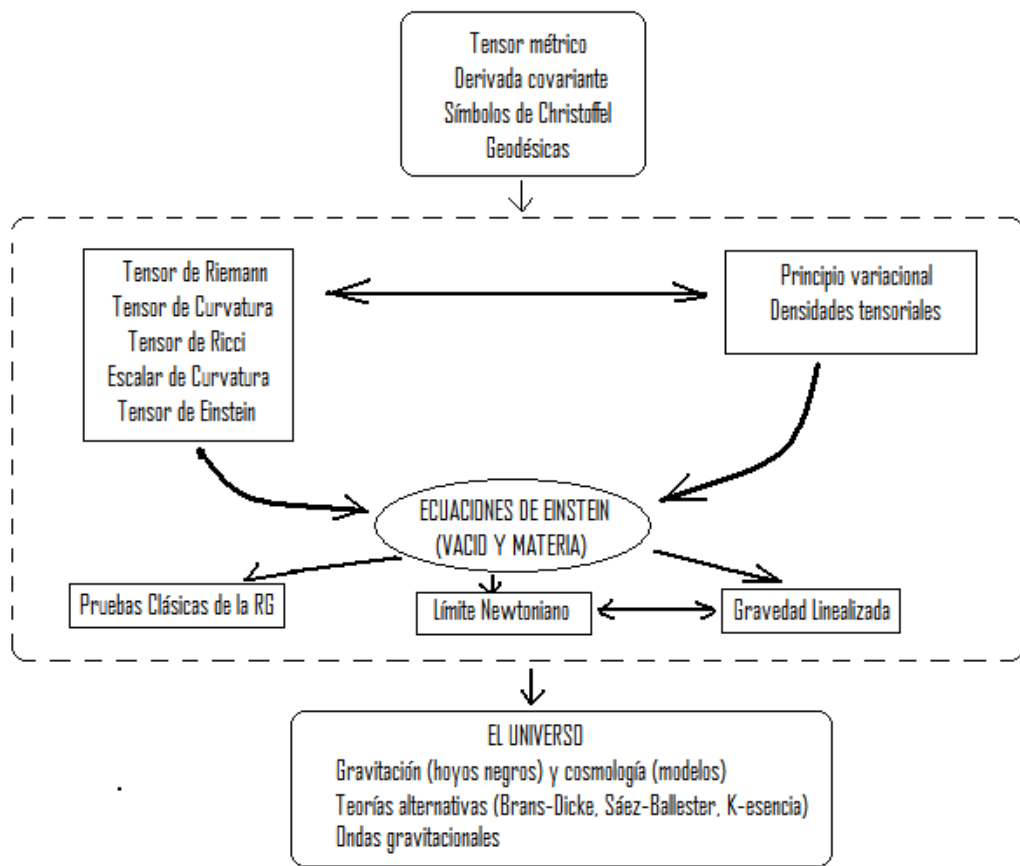 Tensor métrico
Derivada covariante
Símbolos de Christoffel
Geodésicas
Tensor de Riemann
Tensor de Curvatura
Tensor de Ricci
Escalar de Curvatura
Tensor de Einstein
Principio variacional
Densidades tensoriales
ECUACIONES DE EINSTEIN
(VACIO Y MATERIA)
Pruebas Clásicas de la RG
Límite Newtoniano
Gravedad Linealizada
EL UNIVERSO
Gravitación (hoyos negros) y cosmología (modelos)
Teorías alternativas (Brans-Dicke, Sáez-Ballester, K-esencia)
Ondas gravitacionales